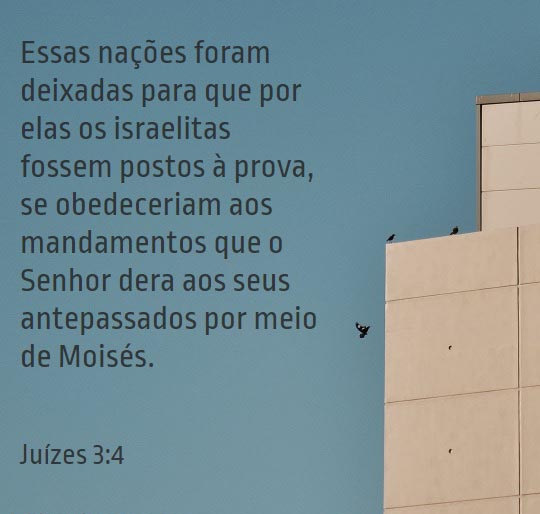 Essas nações foram
deixadas para que por
elas os israelitas
fossem postos à prova,
se obedeceriam aos
mandamentos que o
Senhor dera aos seus
antepassados por meio
de Moisés.
Juízes 3:4